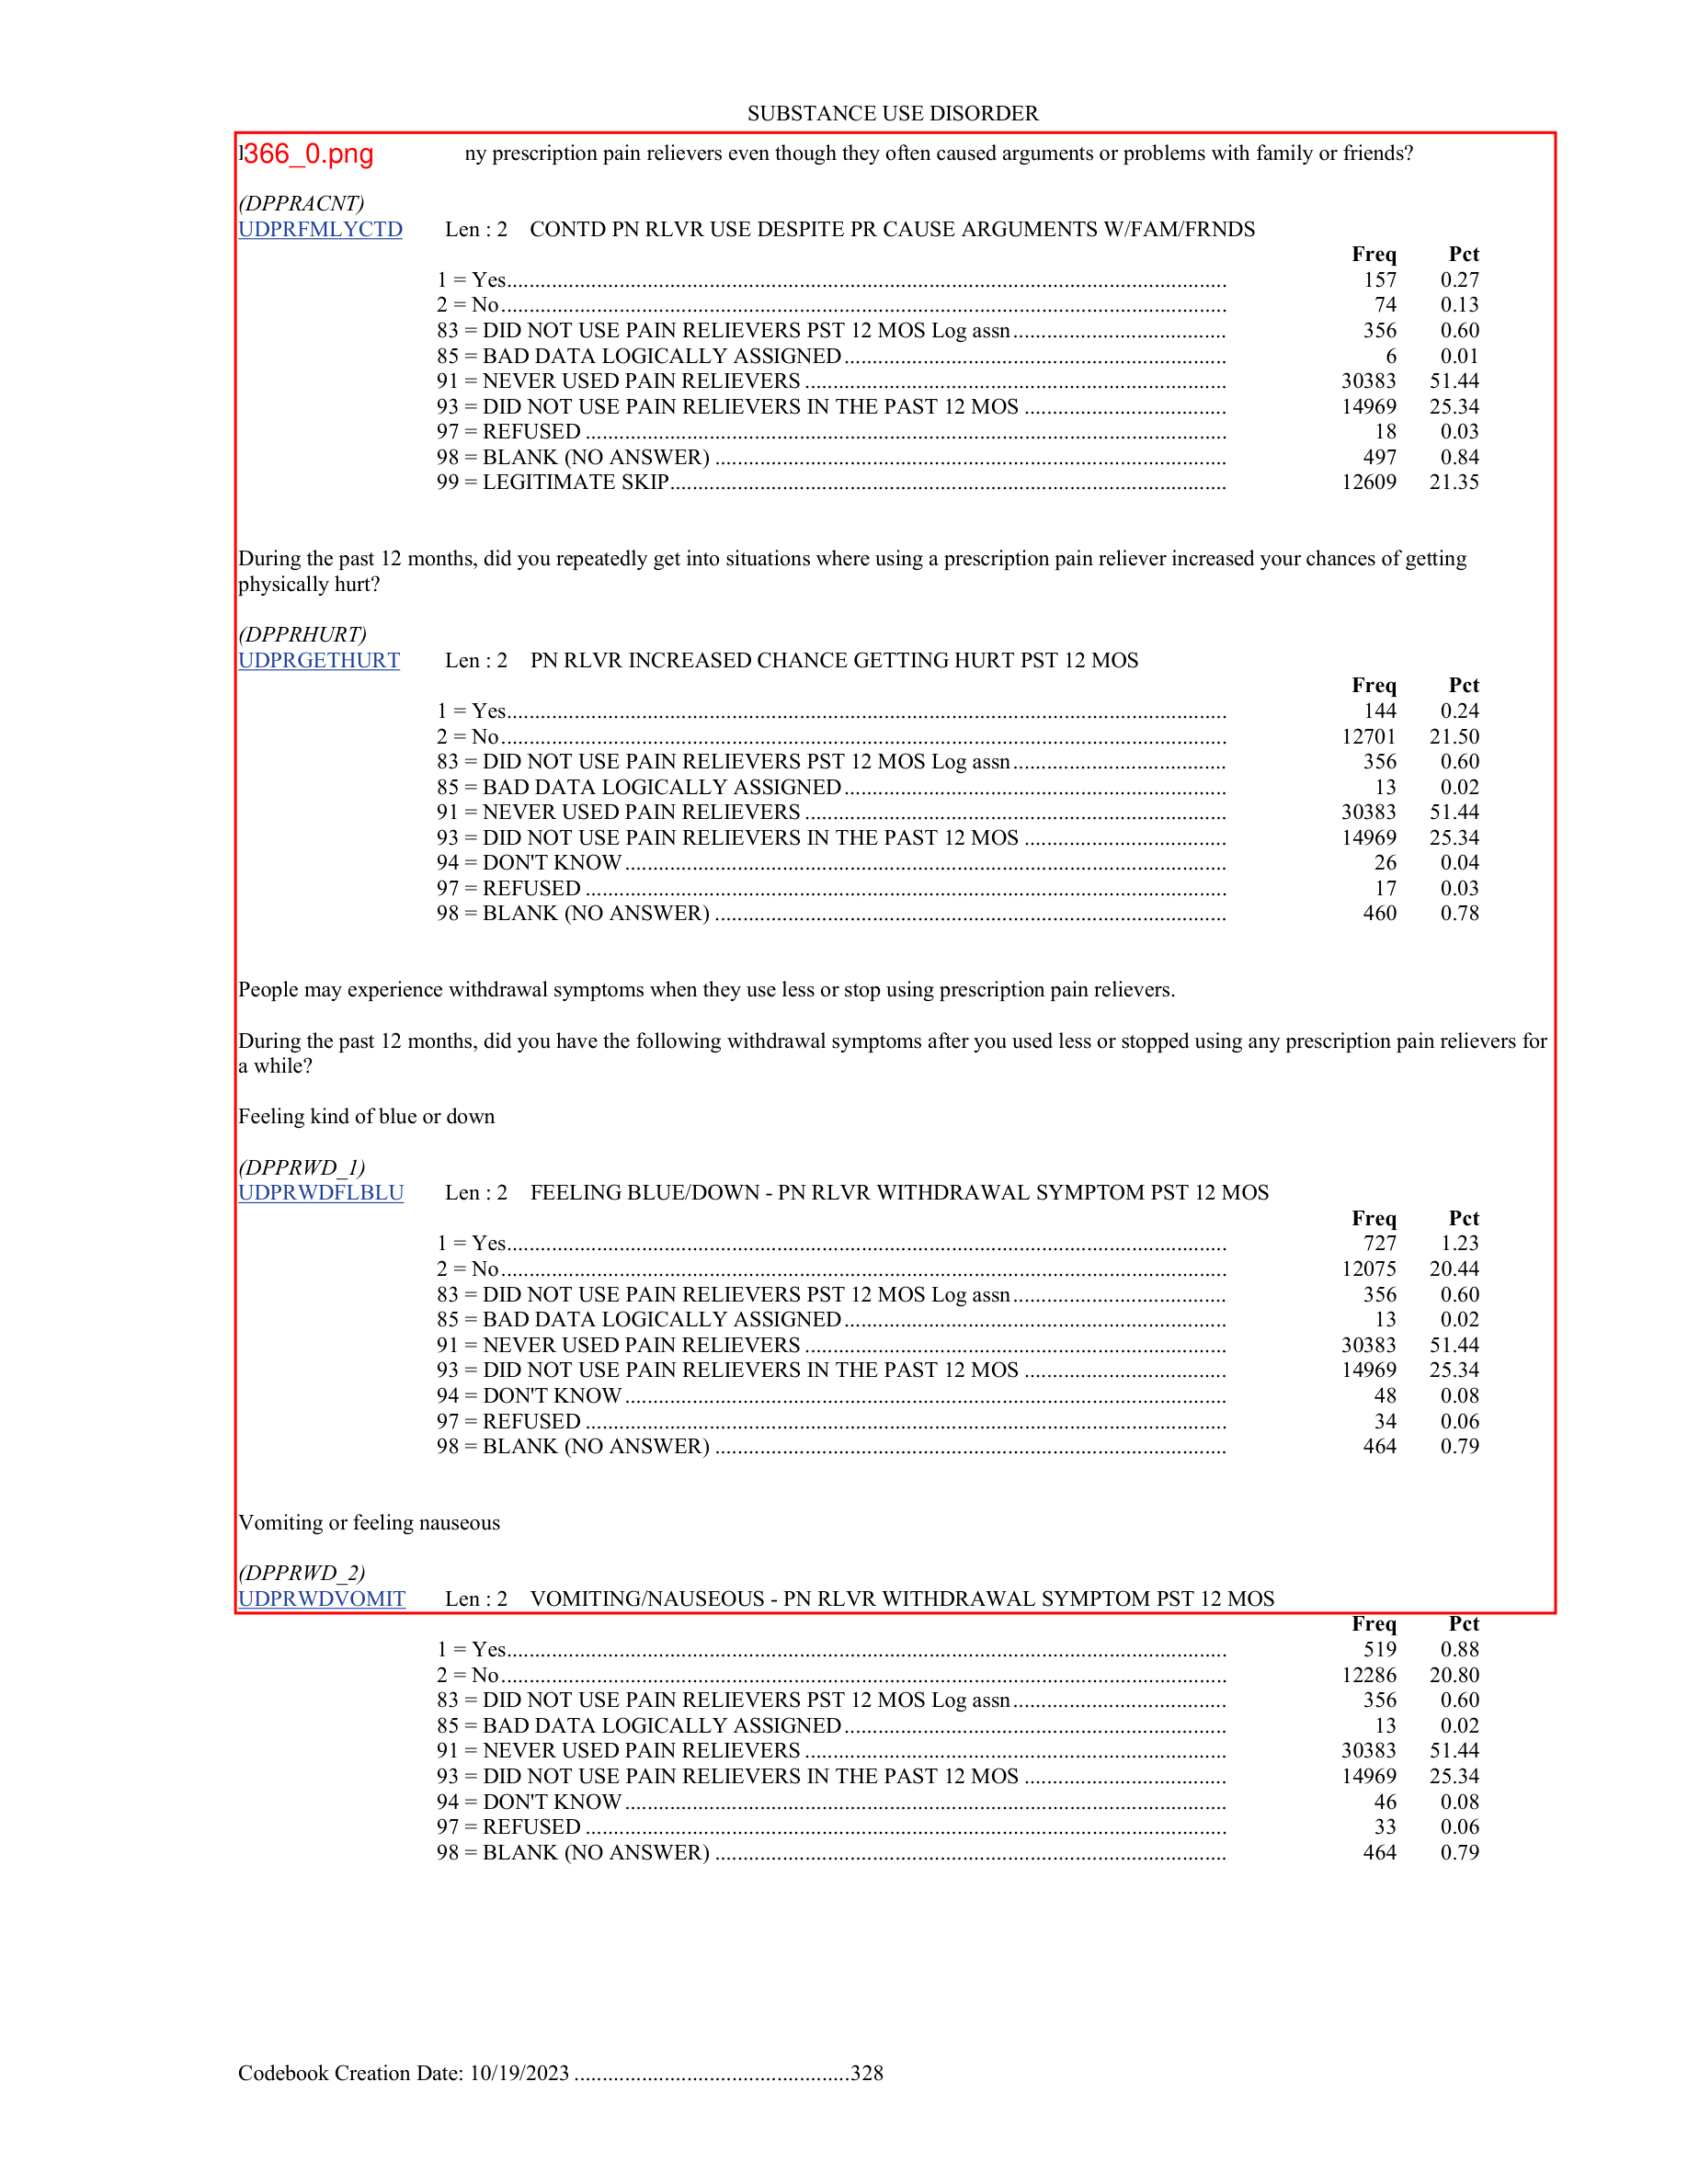 SUBSTANCE USE DISORDER
366_0.png ny prescription pain relievers even though they often caused arguments or problems with family or friends?
(DPPRACNT)
UDPRFMLYCTD Len : 2 CONTD PN RLVR USE DESPITE PR CAUSE ARGUMENTS W/FAM/FRNDS
Freq Pct
1 = Yes 157 0.27
2 = No 74 0.13
83 = DID NOT USE PAIN RELIEVERS PST 12 MOS Log assn 356 0.60
85 = BAD DATA LOGICALLY ASSIGNED 6 0.01
91 = NEVER USED PAIN RELIEVERS 30383 51.44
93 = DID NOT USE PAIN RELIEVERS IN THE PAST 12 MOS 14969 25.34
97 = REFUSED 18 0.03
98 = BLANK (NO ANSWER) 497 0.84
99 = LEGITIMATE SKIP 12609 21.35
During the past 12 months, did you repeatedly get into situations where using a prescription pain reliever increased your chances of getting
physically hurt?
(DPPRHURT)
UDPRGETHURT Len : 2 PN RLVR INCREASED CHANCE GETTING HURT PST 12 MOS
Freq Pct
1 = Yes 144 0.24
2 = No 12701 21.50
83 = DID NOT USE PAIN RELIEVERS PST 12 MOS Log assn 356 0.60
85 = BAD DATA LOGICALLY ASSIGNED 13 0.02
91 = NEVER USED PAIN RELIEVERS 30383 51.44
93 = DID NOT USE PAIN RELIEVERS IN THE PAST 12 MOS 14969 25.34
94 = DON'T KNOW 26 0.04
97 = REFUSED 17 0.03
98 = BLANK (NO ANSWER) 460 0.78
People may experience withdrawal symptoms when they use less or stop using prescription pain relievers.
During the past 12 months, did you have the following withdrawal symptoms after you used less or stopped using any prescription pain relievers for
a while?
Feeling kind of blue or down
(DPPRWD_1)
UDPRWDFLBLU Len : 2 FEELING BLUE/DOWN - PN RLVR WITHDRAWAL SYMPTOM PST 12 MOS
Freq Pct
1 = Yes 727 1.23
2 = No 12075 20.44
83 = DID NOT USE PAIN RELIEVERS PST 12 MOS Log assn 356 0.60
85 = BAD DATA LOGICALLY ASSIGNED 13 0.02
91 = NEVER USED PAIN RELIEVERS 30383 51.44
93 = DID NOT USE PAIN RELIEVERS IN THE PAST 12 MOS 14969 25.34
94 = DON'T KNOW 48 0.08
97 = REFUSED 34 0.06
98 = BLANK (NO ANSWER) 464 0.79
Vomiting or feeling nauseous
(DPPRWD_2)
UDPRWDVOMIT Len : 2 VOMITING/NAUSEOUS - PN RLVR WITHDRAWAL SYMPTOM PST 12 MOS
Freq Pct
1 = Yes 519 0.88
2 = No 12286 20.80
83 = DID NOT USE PAIN RELIEVERS PST 12 MOS Log assn 356 0.60
85 = BAD DATA LOGICALLY ASSIGNED 13 0.02
91 = NEVER USED PAIN RELIEVERS 30383 51.44
93 = DID NOT USE PAIN RELIEVERS IN THE PAST 12 MOS 14969 25.34
94 = DON'T KNOW 46 0.08
97 = REFUSED 33 0.06
98 = BLANK (NO ANSWER) 464 0.79
Codebook Creation Date: 10/19/2023 328